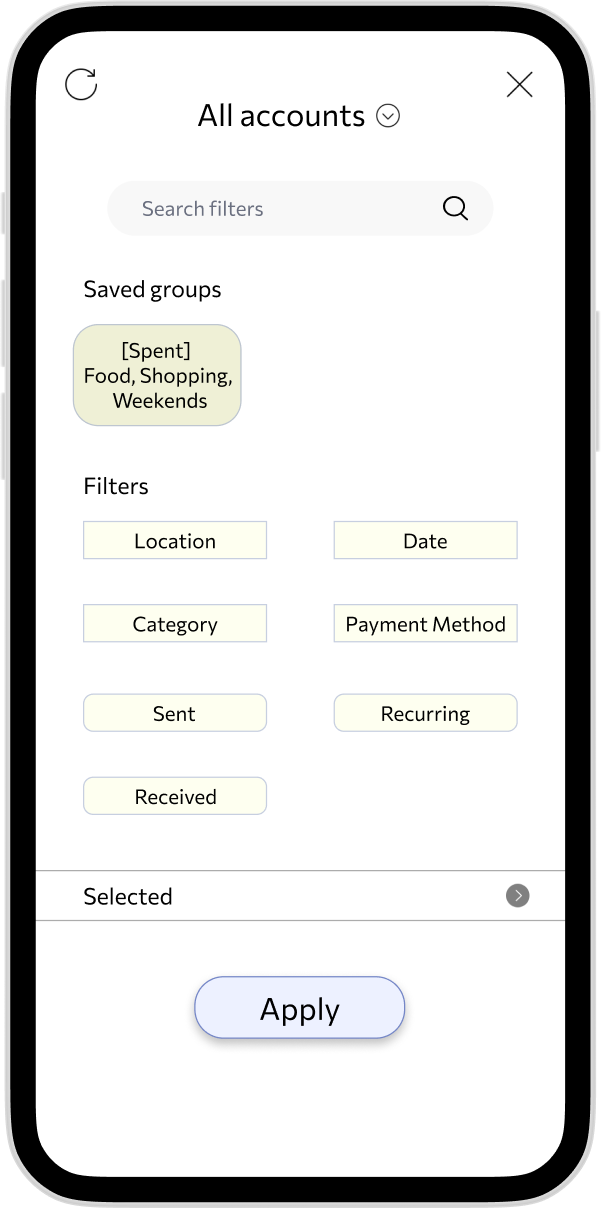 All accounts
Search filters
Saved groups
[Spent]
Food, Shopping,
Weekends
Filters
Location
Date
Category
Payment Method
Sent
Recurring
Received
Selected
Apply